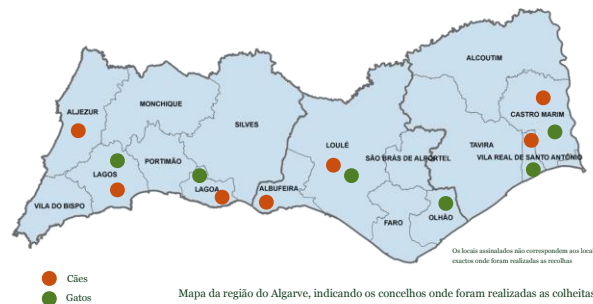 ALCOUTIM
ALJEZUR
MONCHIQUE
CASTRO MARIM
SILVES
LOULÉ
TAVIRA
SÃO BRÁS DE ALPORTEL
VILA REAL DE SANTO ANTÓNIO
PORTIMÃO
LAGOS
LAGOA
ALBUFEIRA
VILA DO BISPO
OLHÃO
FARO
Os locais assinalados não correspondem aos loca
exactos onde foram realizadas as recolhas
Cães
Gatos
Mapa da região do Algarve, indicando os concelhos onde foram realizadas as colheitas